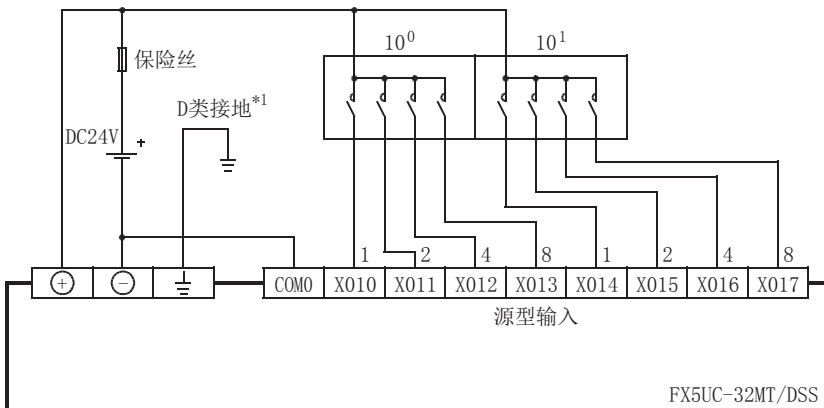 10⁰ 10¹
保险丝
D类接地*1
DC24V +
1 2 4 8 1 2 4 8
+ - COM0 X010 X011 X012 X013 X014 X015 X016 X017
源型输入
FX5UC-32MT/DSS